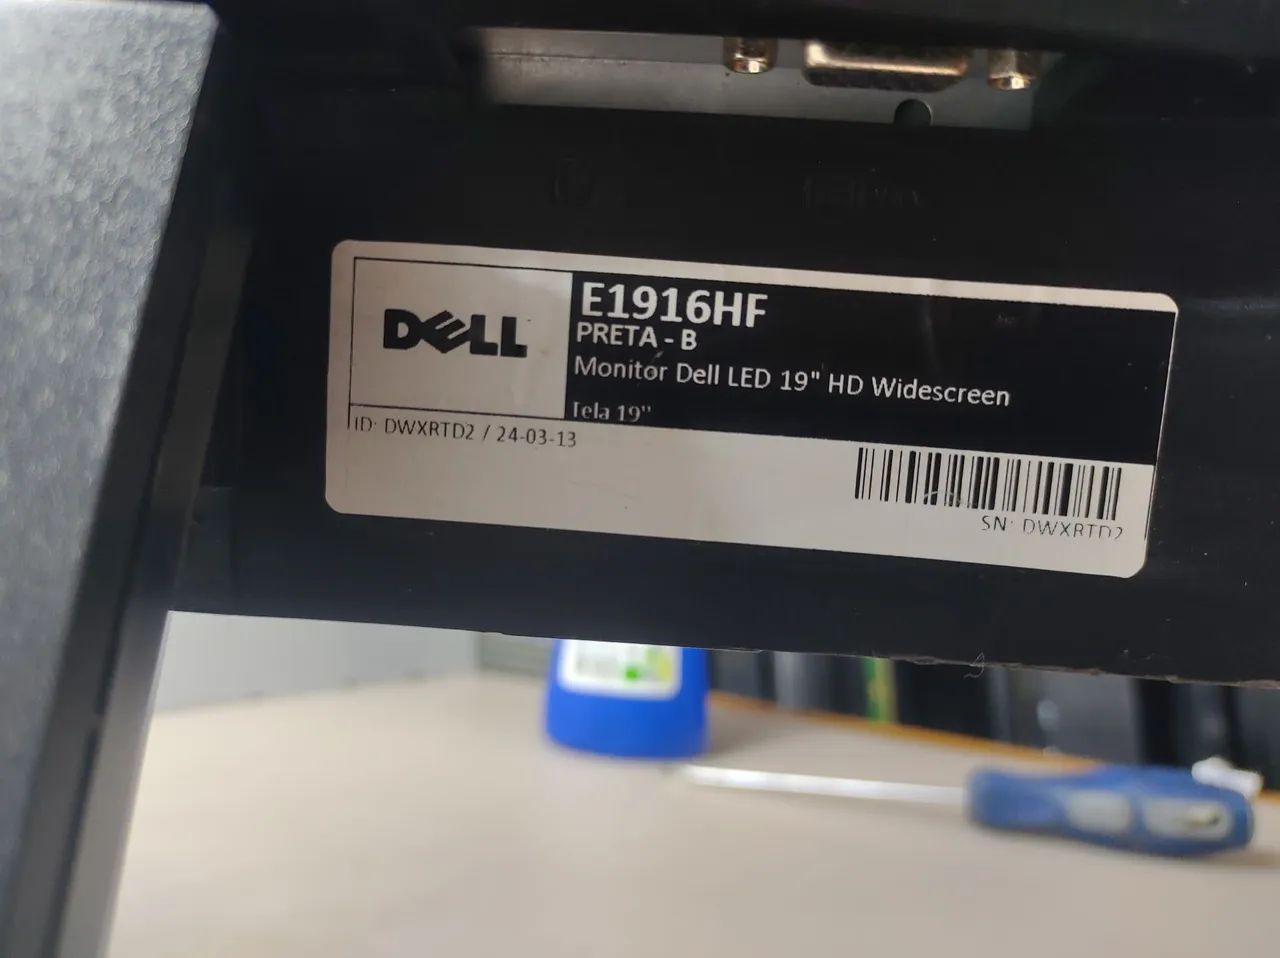 DELL
E1916HF
PRETA - B
Monitor Dell LED 19" HD Widescreen
Tela 19"
ID: DWXRTD2 / 24-03-13
SN: DWXRTD2